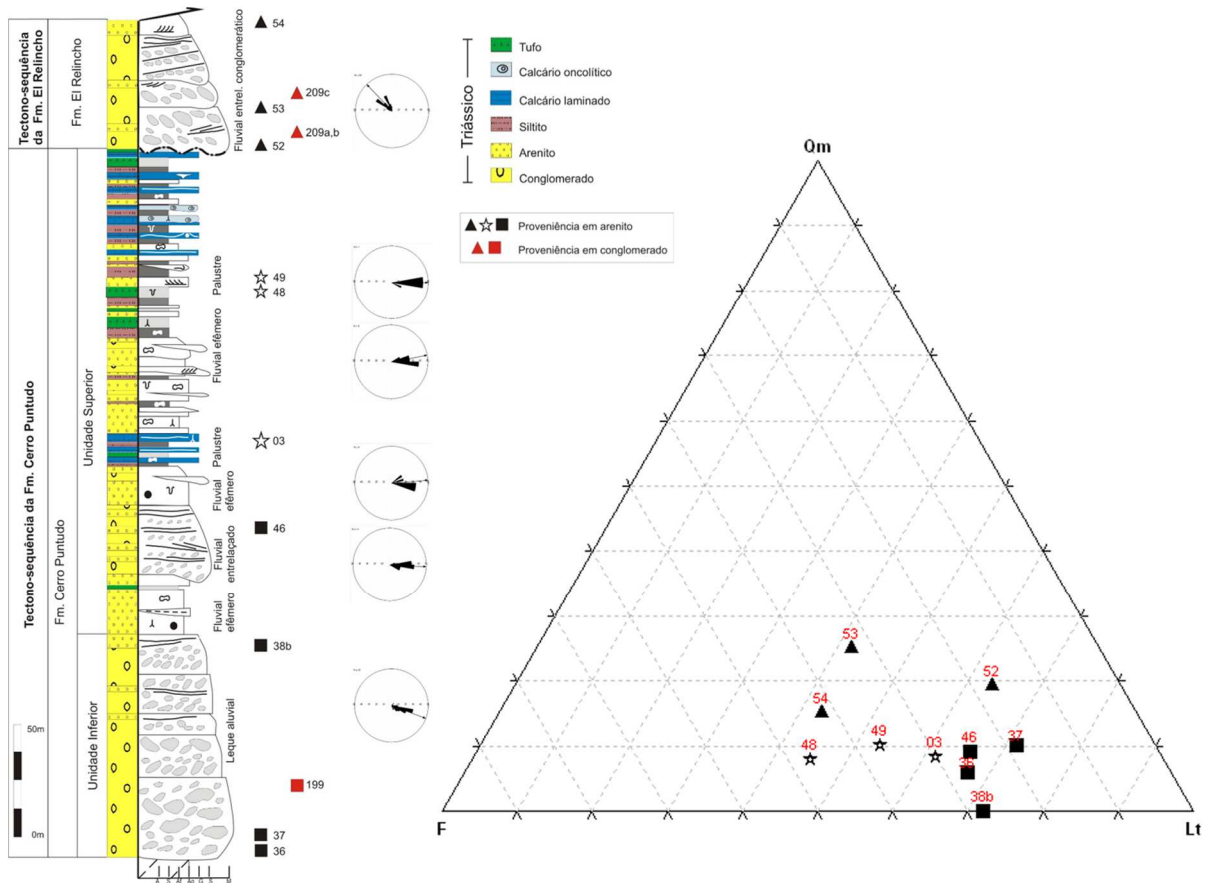 Tectono-sequência da Fm. El Relincho
Fm. El Relincho
Fluvial entrel. conglomerático
54
209c
53
209a,b
52
Triássico
Tufo
Calcário oncolítico
Calcário laminado
Siltito
Arenito
Conglomerado
Proveniência em arenito
Proveniência em conglomerado
Tectono-sequência da Fm. Cerro Puntudo
Fm. Cerro Puntudo
Unidade Superior
Palustre
49
48
Fluvial efêmero
Palustre
03
Fluvial efêmero
46
Fluvial entrelaçado
Fluvial efêmero
Unidade Inferior
38b
Leque aluvial
199
37
36
50m
0m
A S Af Ag G S M
Qm
53
52
54
48
49
03
46
37
36
38b
F
Lt